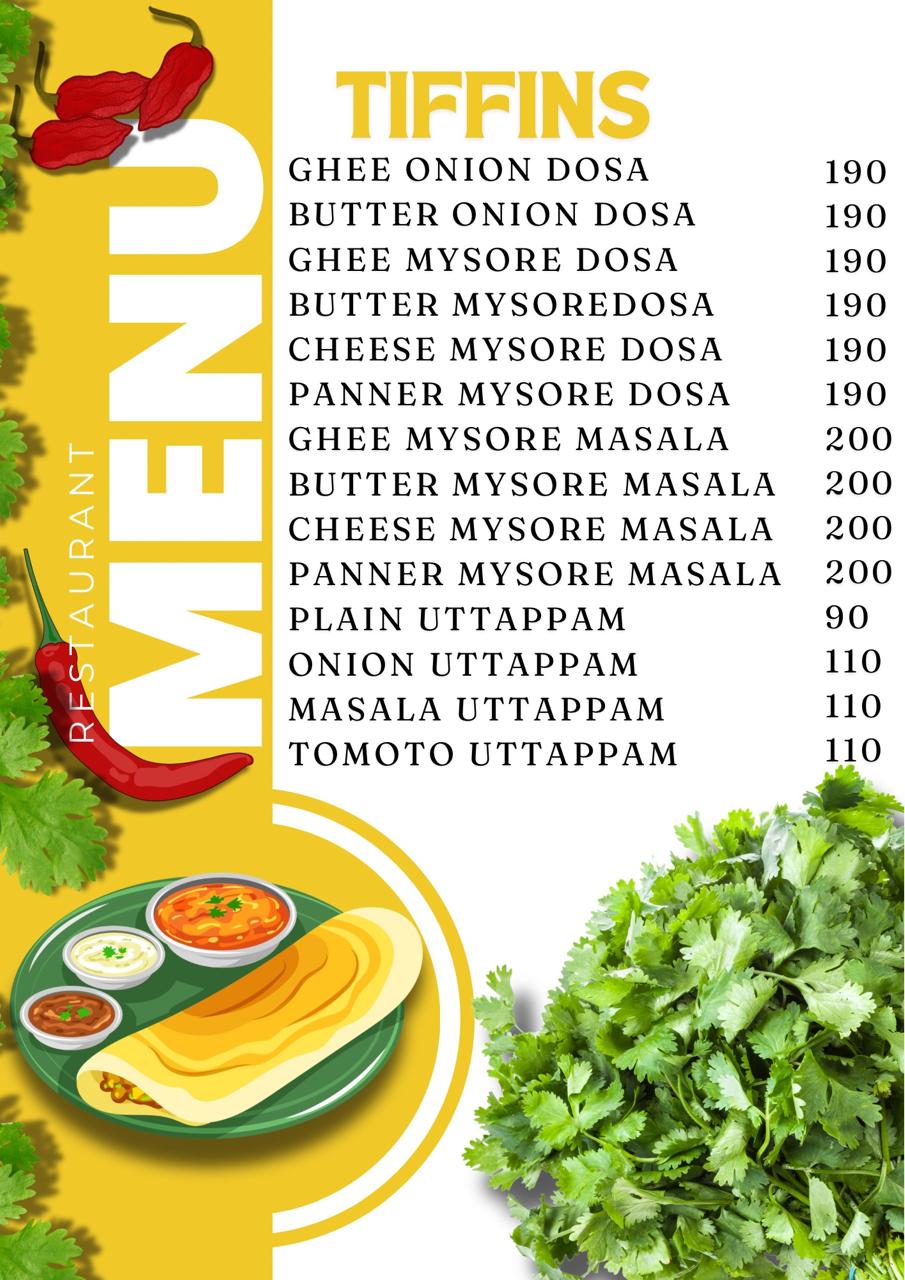 RESTAURANT
MENU
TIFFINS
GHEE ONION DOSA 190
BUTTER ONION DOSA 190
GHEE MYSORE DOSA 190
BUTTER MYSOREDOSA 190
CHEESE MYSORE DOSA 190
PANNER MYSORE DOSA 190
GHEE MYSORE MASALA 200
BUTTER MYSORE MASALA 200
CHEESE MYSORE MASALA 200
PANNER MYSORE MASALA 200
PLAIN UTTAPPAM 90
ONION UTTAPPAM 110
MASALA UTTAPPAM 110
TOMOTO UTTAPPAM 110